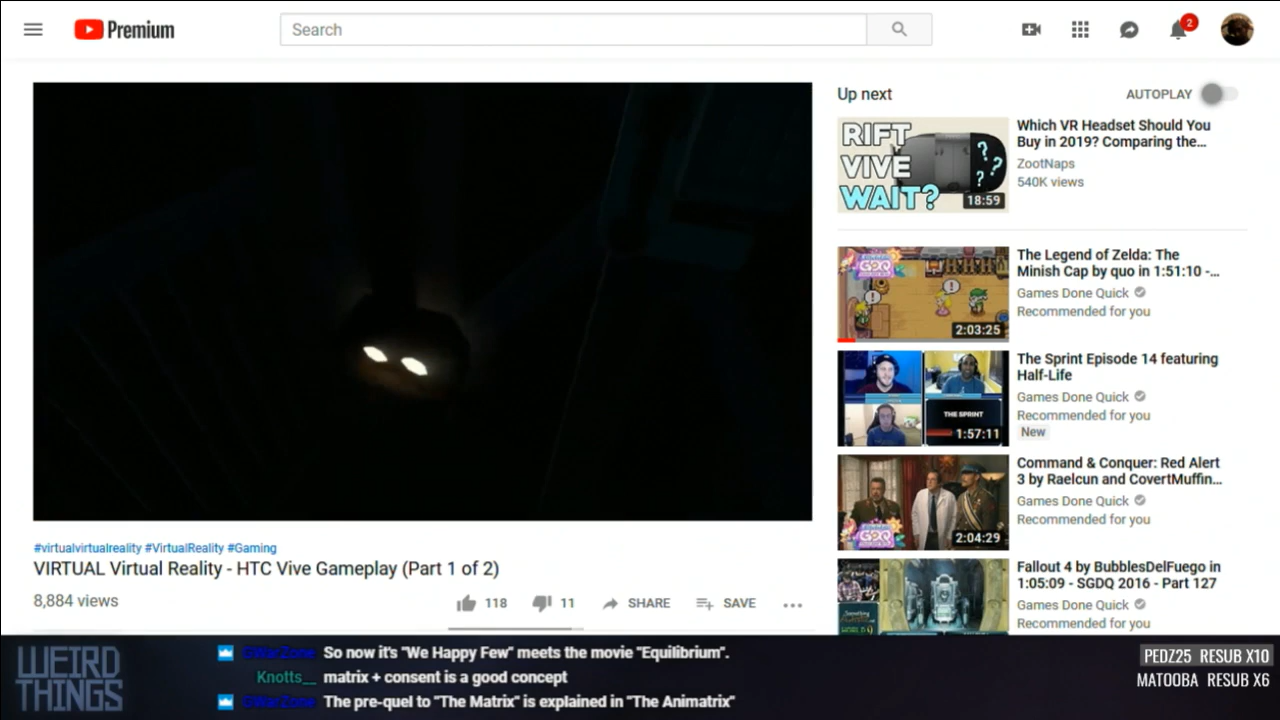 Premium
Search
2
Up next
AUTOPLAY
RIFT
VIVE
WAIT?
18:59
Which VR Headset Should You
Buy in 2019? Comparing the...
ZootNaps
540K views
GDQ
2:03:25
The Legend of Zelda: The
Minish Cap by quo in 1:51:10 -...
Games Done Quick
Recommended for you
THE SPRINT
1:57:11
The Sprint Episode 14 featuring
Half-Life
Games Done Quick
Recommended for you
New
GDQ
2:04:29
Command & Conquer: Red Alert
3 by Raelcun and CovertMuffin...
Games Done Quick
Recommended for you
Fallout 4 by BubblesDelFuego in
1:05:09 - SGDQ 2016 - Part 127
Games Done Quick
Recommended for you
#virtualvirtualreality #VirtualReality #Gaming
VIRTUAL Virtual Reality - HTC Vive Gameplay (Part 1 of 2)
8,884 views
118
11
SHARE
SAVE
WEIRD
THINGS
GWarZone So now it's "We Happy Few" meets the movie "Equilibrium".
Knotts__ matrix + consent is a good concept
GWarZone The pre-quel to "The Matrix" is explained in "The Animatrix"
PEDZ25 RESUB X10
MATOOBA RESUB X6